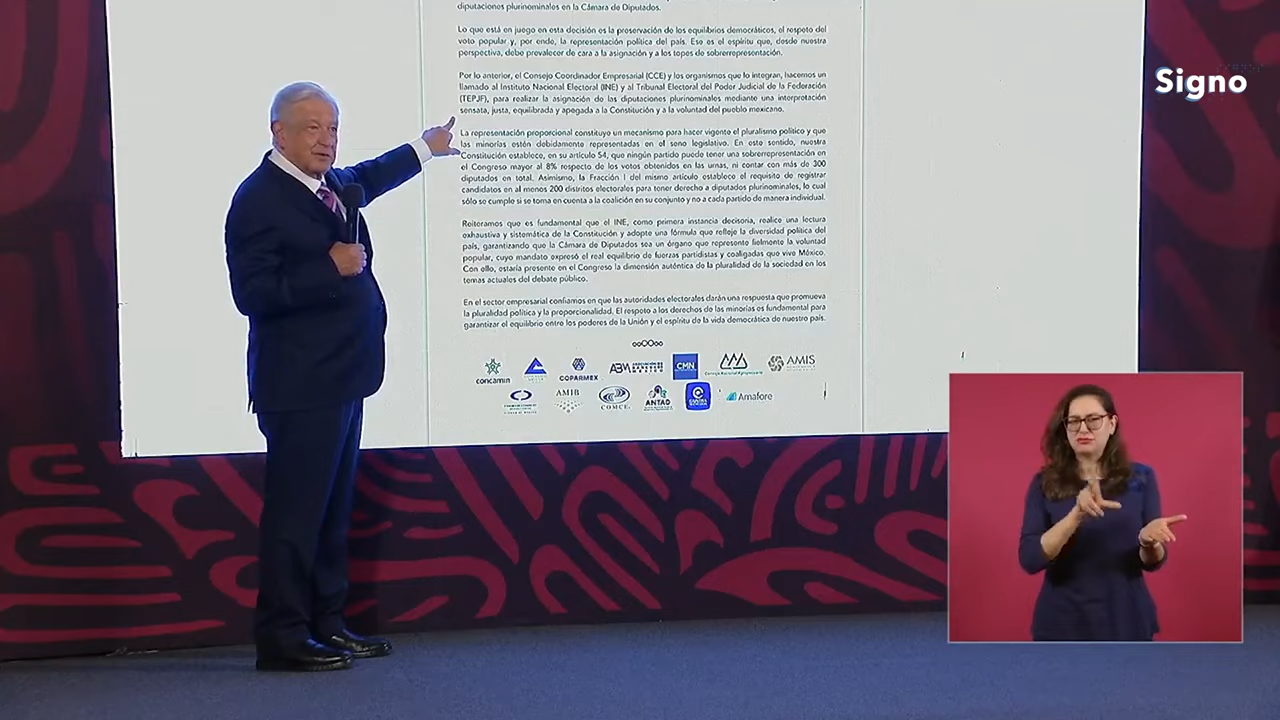 diputaciones plurinominales en la Cámara de Diputados.
Lo que está en juego en esta decisión es la preservación de los equilibrios democráticos, el respeto del
voto popular y, por ende, la representación política del país. Ese es el espíritu que, desde nuestra
perspectiva, debe prevalecer de cara a la asignación y a los topes de sobrerrepresentación.
Por lo anterior, el Consejo Coordinador Empresarial (CCE) y los organismos que lo integran, hacemos un
llamado al Instituto Nacional Electoral (INE) y al Tribunal Electoral del Poder Judicial de la Federación
(TEPJF), para realizar la asignación de las diputaciones plurinominales mediante una interpretación
sensata, justa, equilibrada y apegada a la Constitución y a la voluntad del pueblo mexicano.
La representación proporcional constituye un mecanismo para hacer vigente el pluralismo político y que
las minorías estén debidamente representadas en el seno legislativo. En este sentido, nuestra
Constitución establece, en su artículo 54, que ningún partido puede tener una sobrerrepresentación en
el Congreso mayor al 8% respecto de los votos obtenidos en las urnas, ni contar con más de 300
diputados en total. Asimismo, la Fracción I del mismo artículo establece el requisito de registrar
candidatos en al menos 200 distritos electorales para tener derecho a diputados plurinominales, lo cual
sólo se cumple si se toma en cuenta a la coalición en su conjunto y no a cada partido de manera individual.
Reiteramos que es fundamental que el INE, como primera instancia decisoria, realice una lectura
exhaustiva y sistemática de la Constitución y adopte una fórmula que refleje la diversidad política del
país, garantizando que la Cámara de Diputados sea un órgano que represente fielmente la voluntad
popular, cuyo mandato expresó el real equilibrio de fuerzas partidistas y coaligadas que vive México.
Con ello, estaría presente en el Congreso la dimensión auténtica de la pluralidad de la sociedad en los
temas actuales del debate público.
En el sector empresarial confiamos en que las autoridades electorales darán una respuesta que promueva
la pluralidad política y la proporcionalidad. El respeto a los derechos de las minorías es fundamental para
garantizar el equilibrio entre los poderes de la Unión y el espíritu de la vida democrática de nuestro país.
ooOOoo
concamin
COPARMEX
ABM ASOCIACIÓN DE BANCOS DE MÉXICO
CMN
Consejo Nacional Agropecuario
AMIS
AMIB
COMCE
ANTAD
Amafore
Signo